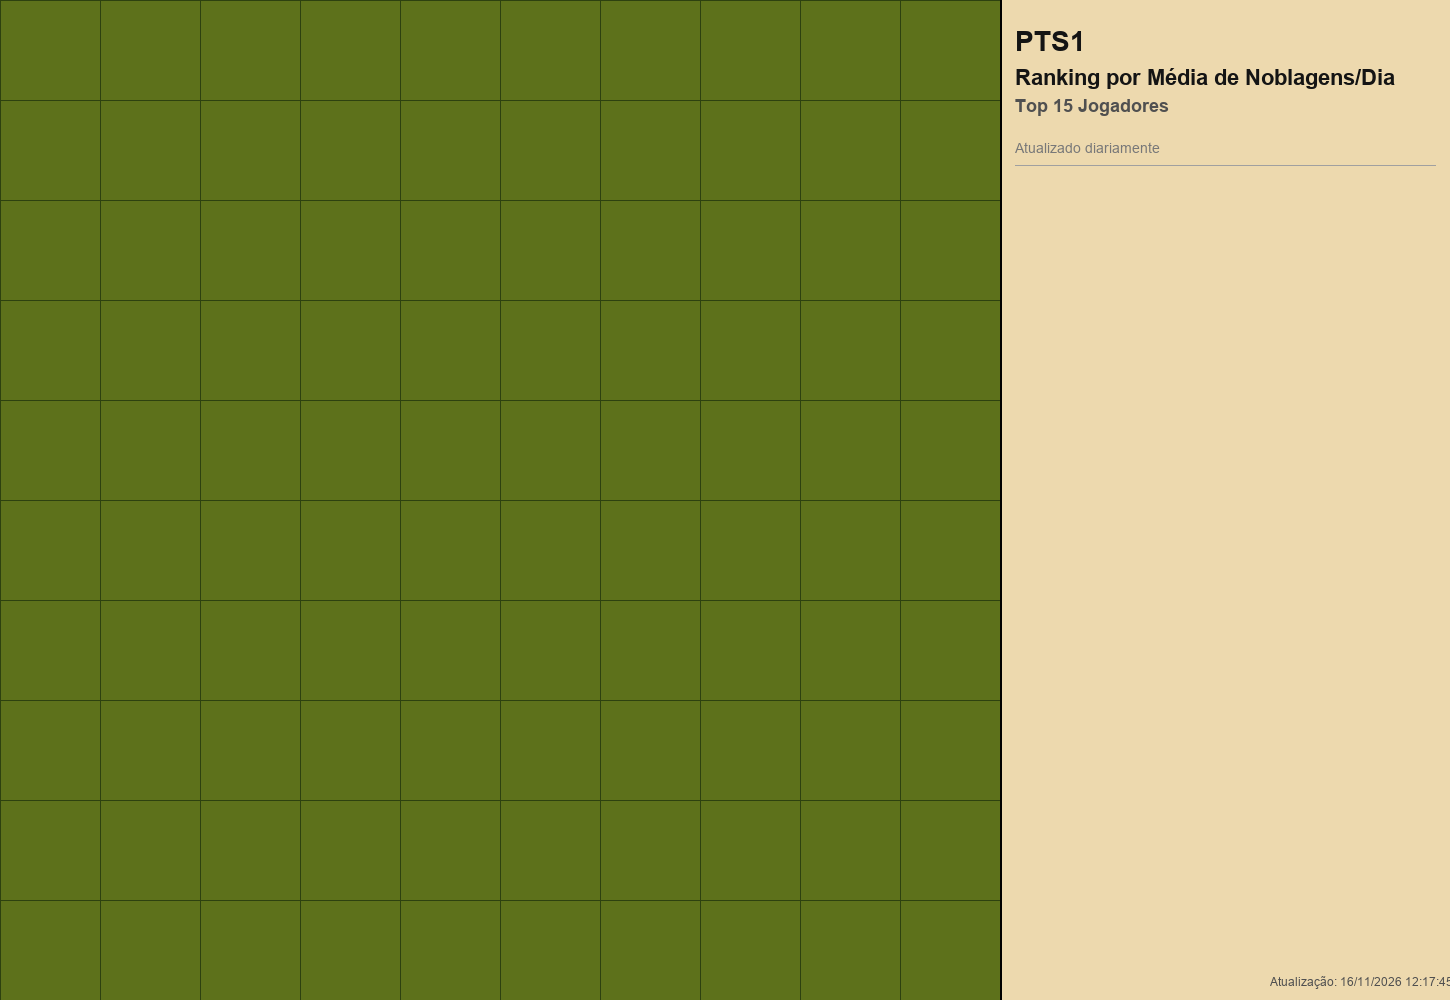 PTS1
Ranking por Média de Noblagens/Dia
Top 15 Jogadores
Atualizado diariamente
Atualização: 16/11/2026 12:17:45